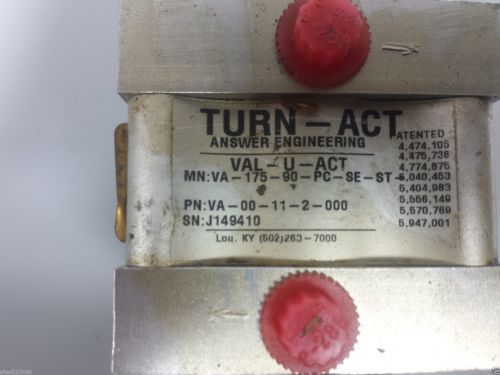 TURN-ACT
ANSWER ENGINEERING
VAL-U-ACT
MN:VA-175-90-PC-SE-ST-
PN:VA-00-11-2-000
SN:J149410
Lou. KY (502)263-7000
PATENTED
4,474,105
4,475,738
4,774,875
5,040,453
5,404,983
5,556,149
5,570,769
5,947,001